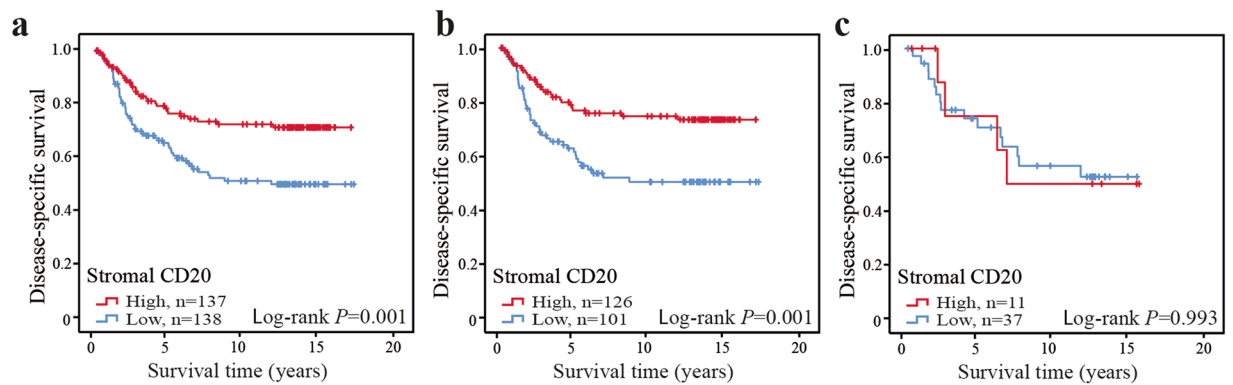 a
Disease-specific survival
1.0
0.8
0.6
0.4
0.2
0
Stromal CD20
High, n=137
Low, n=138
Log-rank P=0.001
0 5 10 15 20
Survival time (years)
b
Disease-specific survival
1.0
0.8
0.6
0.4
0.2
0
Stromal CD20
High, n=126
Low, n=101
Log-rank P=0.001
0 5 10 15 20
Survival time (years)
c
Disease-specific survival
1.0
0.8
0.6
0.4
0.2
0
Stromal CD20
High, n=11
Low, n=37
Log-rank P=0.993
0 5 10 15 20
Survival time (years)